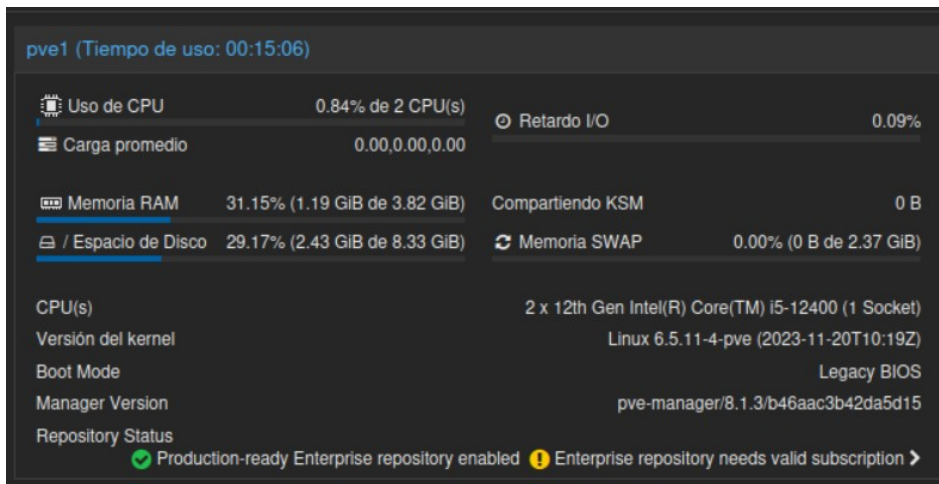 pve1 (Tiempo de uso: 00:15:06)
Uso de CPU 0.84% de 2 CPU(s)
Retardo I/O 0.09%
Carga promedio 0.00,0.00,0.00
Memoria RAM 31.15% (1.19 GiB de 3.82 GiB)
Compartiendo KSM 0 B
/ Espacio de Disco 29.17% (2.43 GiB de 8.33 GiB)
Memoria SWAP 0.00% (0 B de 2.37 GiB)
CPU(s) 2 x 12th Gen Intel(R) Core(TM) i5-12400 (1 Socket)
Versión del kernel Linux 6.5.11-4-pve (2023-11-20T10:19Z)
Boot Mode Legacy BIOS
Manager Version pve-manager/8.1.3/b46aac3b42da5d15
Repository Status
Production-ready Enterprise repository enabled Enterprise repository needs valid subscription